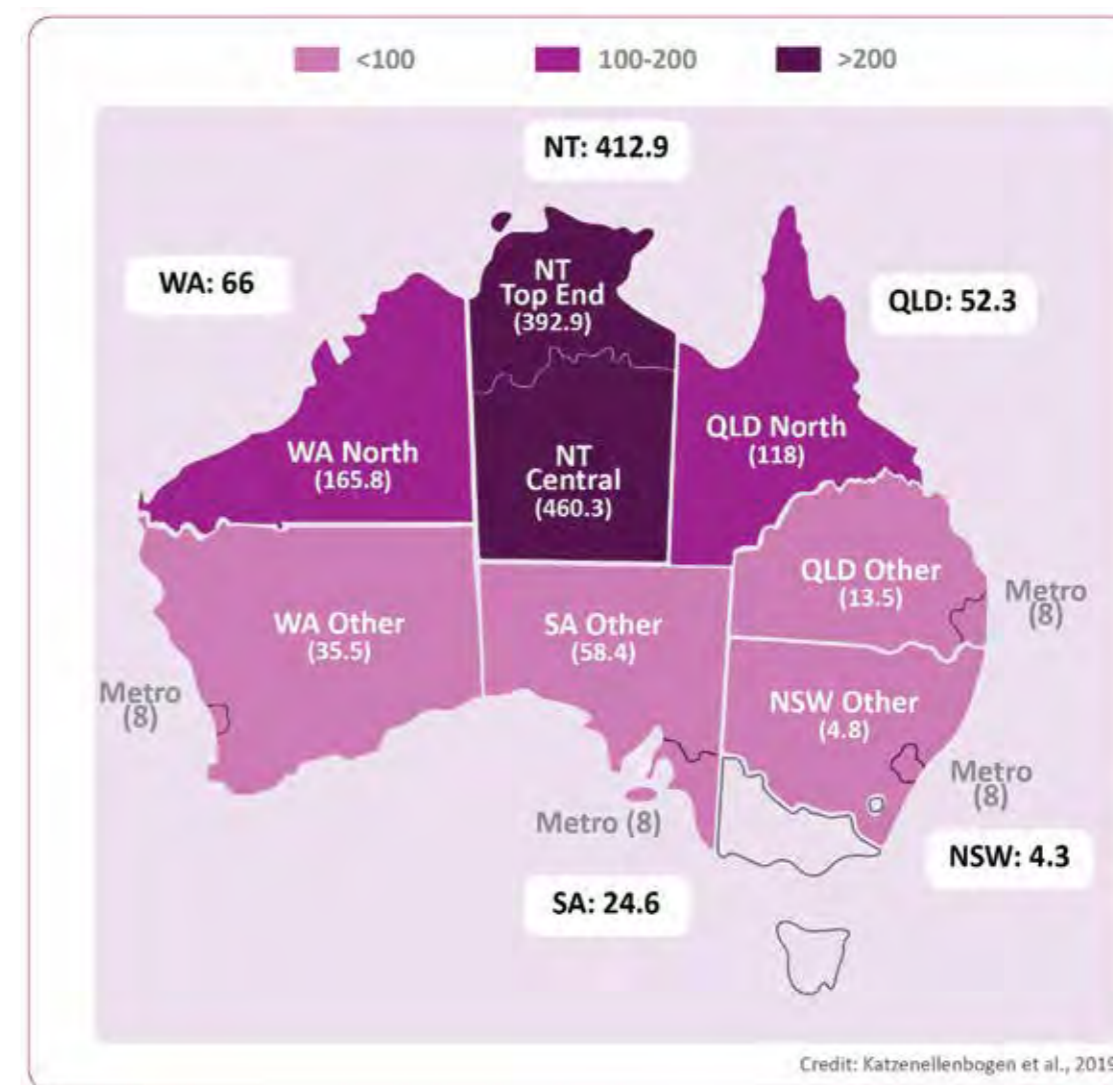 <100
100-200
>200
NT: 412.9
WA: 66
QLD: 52.3
NT
Top End
(392.9)
WA North
(165.8)
NT
Central
(460.3)
QLD North
(118)
QLD Other
(13.5)
Metro
(8)
WA Other
(35.5)
SA Other
(58.4)
Metro
(8)
NSW Other
(4.8)
Metro
(8)
Metro (8)
NSW: 4.3
SA: 24.6
Credit: Katzenellenbogen et al., 2019